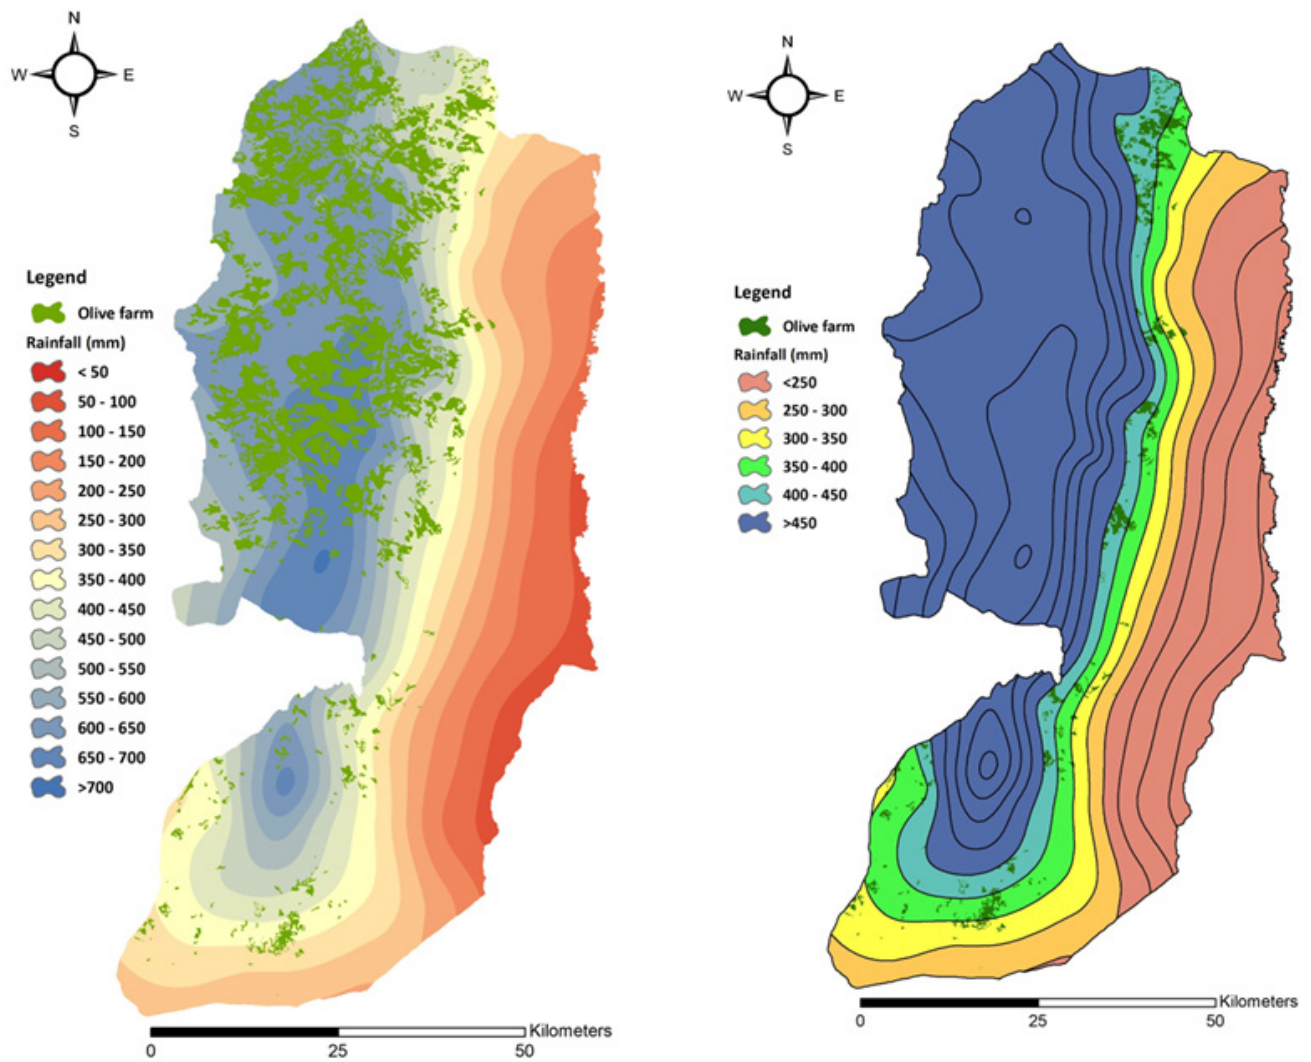 N
W E
S
Legend
Olive farm
Rainfall (mm)
< 50
50 - 100
100 - 150
150 - 200
200 - 250
250 - 300
300 - 350
350 - 400
400 - 450
450 - 500
500 - 550
550 - 600
600 - 650
650 - 700
>700
Kilometers
0 25 50
N
W E
S
Legend
Olive farm
Rainfall (mm)
<250
250 - 300
300 - 350
350 - 400
400 - 450
>450
Kilometers
0 25 50